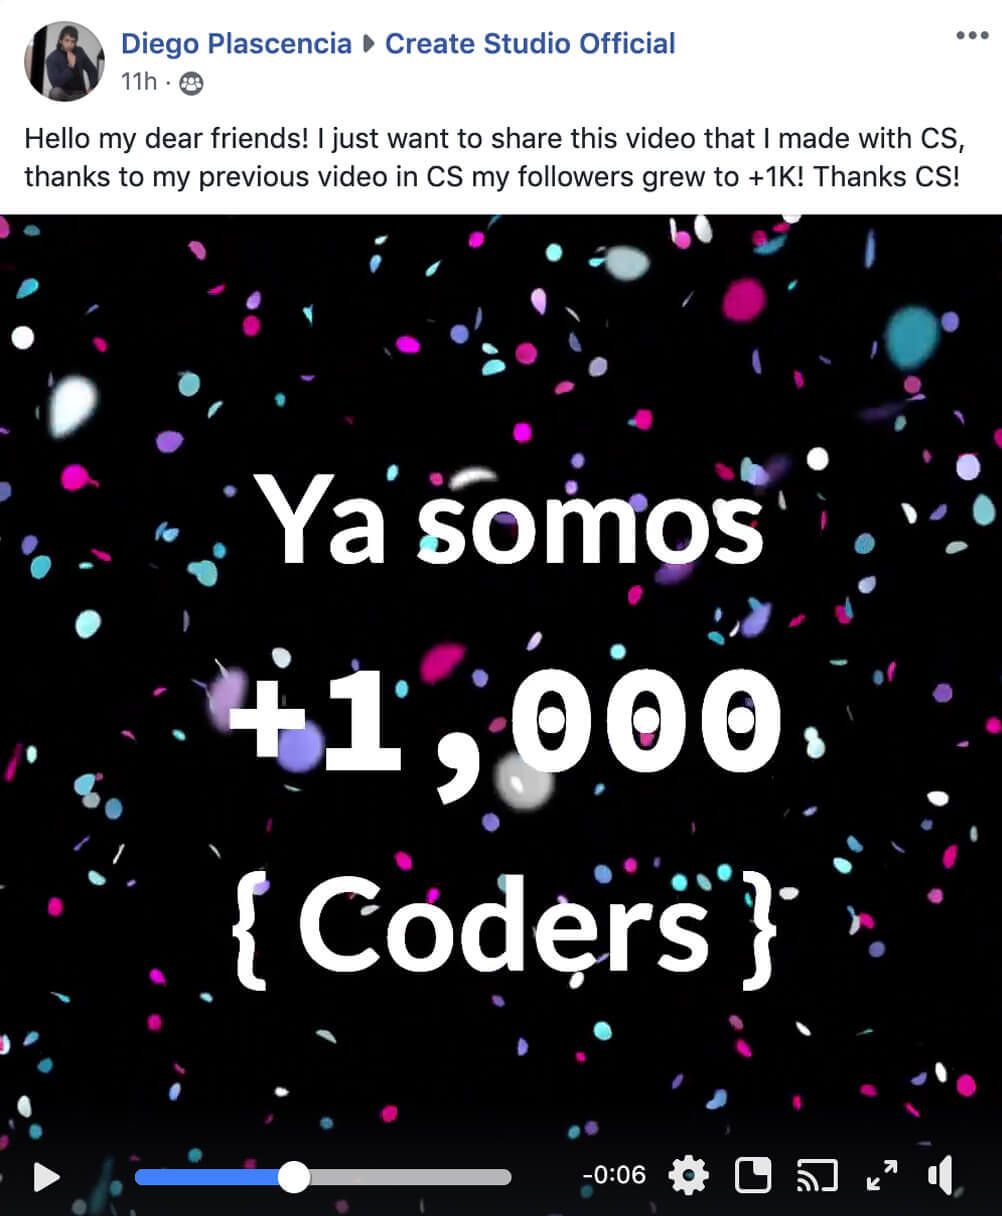 Diego Plascencia ▸ Create Studio Official
11h ·
Hello my dear friends! I just want to share this video that I made with CS,
thanks to my previous video in CS my followers grew to +1K! Thanks CS!
Ya somos
+1,000
{ Coders }
-0:06